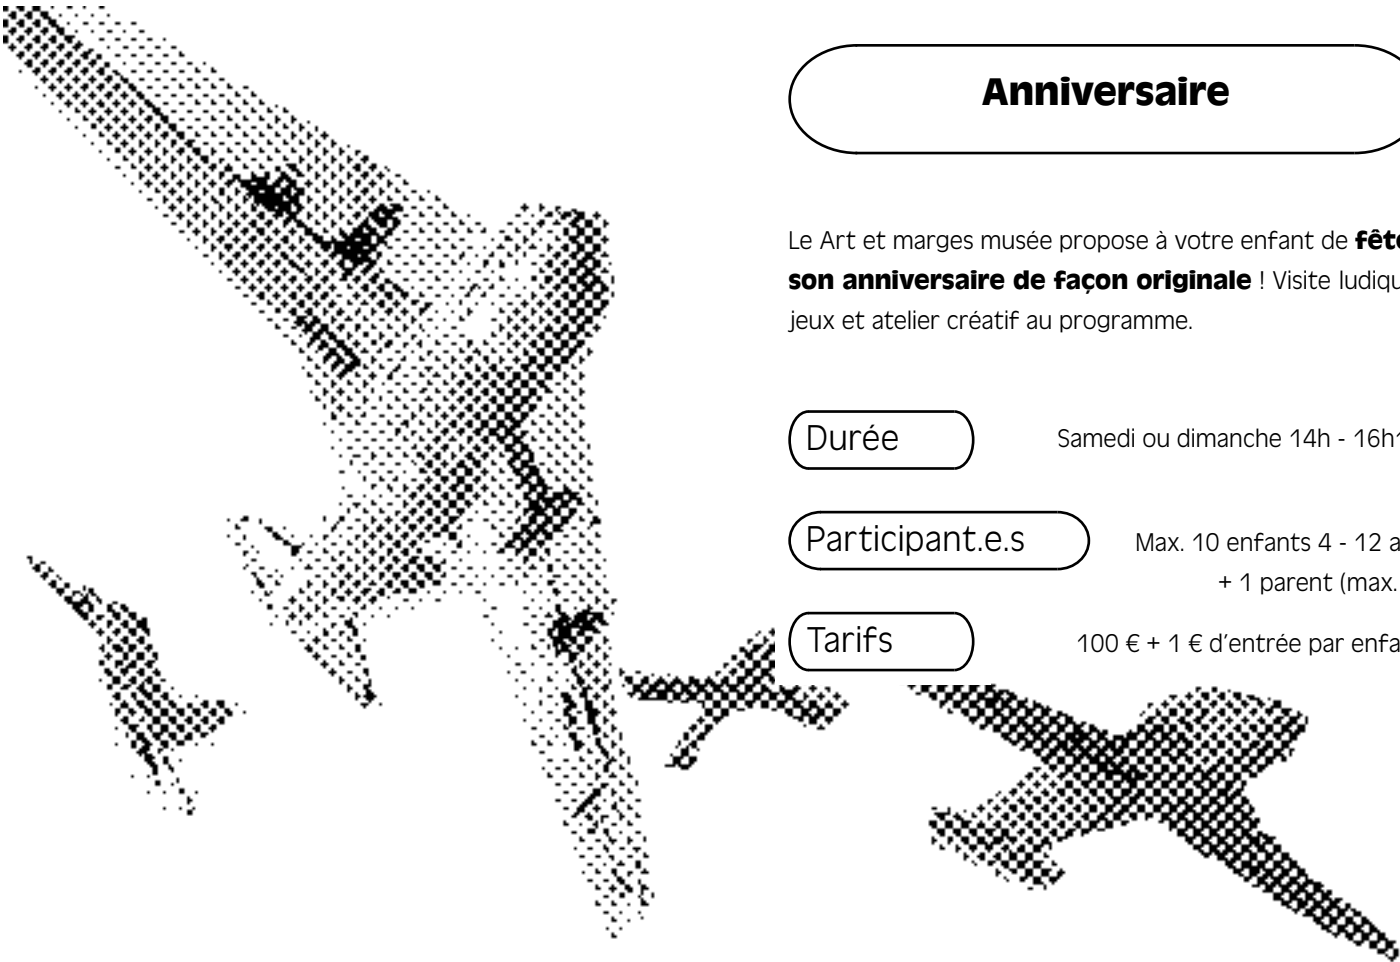 Anniversaire
Le Art et marges musée propose à votre enfant de
son anniversaire de façon originale ! Visite
jeux et atelier créatif au programme.
Durée
Samedi ou dimanche 14h -
Participant.e.s
Max. 10 enfants 4 - 12
+ 1 parent (max.
Tarifs
100 € + 1 € d’entrée par